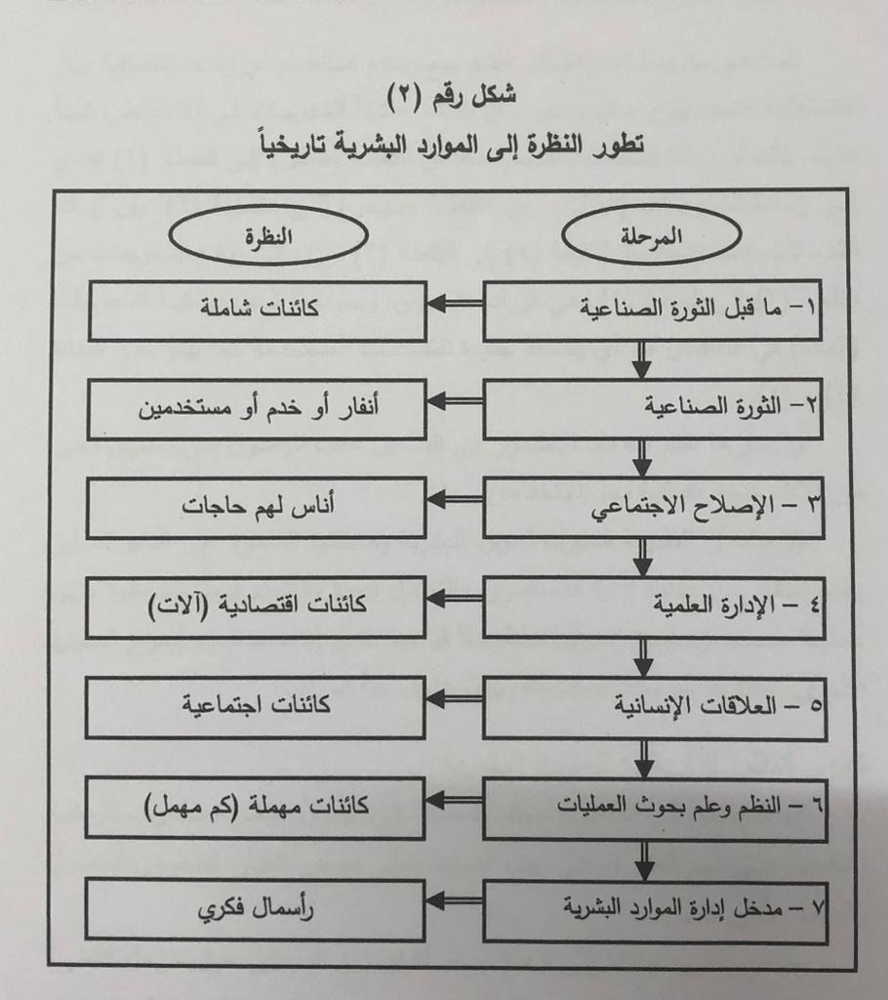 شكل رقم (٢)
تطور النظرة إلى الموارد البشرية تاريخياً
المرحلة
النظرة
١- ما قبل الثورة الصناعية
كائنات شاملة
٢- الثورة الصناعية
أنفار أو خدم أو مستخدمين
٣ – الإصلاح الاجتماعي
أناس لهم حاجات
٤ – الإدارة العلمية
كائنات اقتصادية (آلات)
٥ – العلاقات الإنسانية
كائنات اجتماعية
٦ – النظم وعلم بحوث العمليات
كائنات مهملة (كم مهمل)
٧ – مدخل إدارة الموارد البشرية
رأسمال فكري